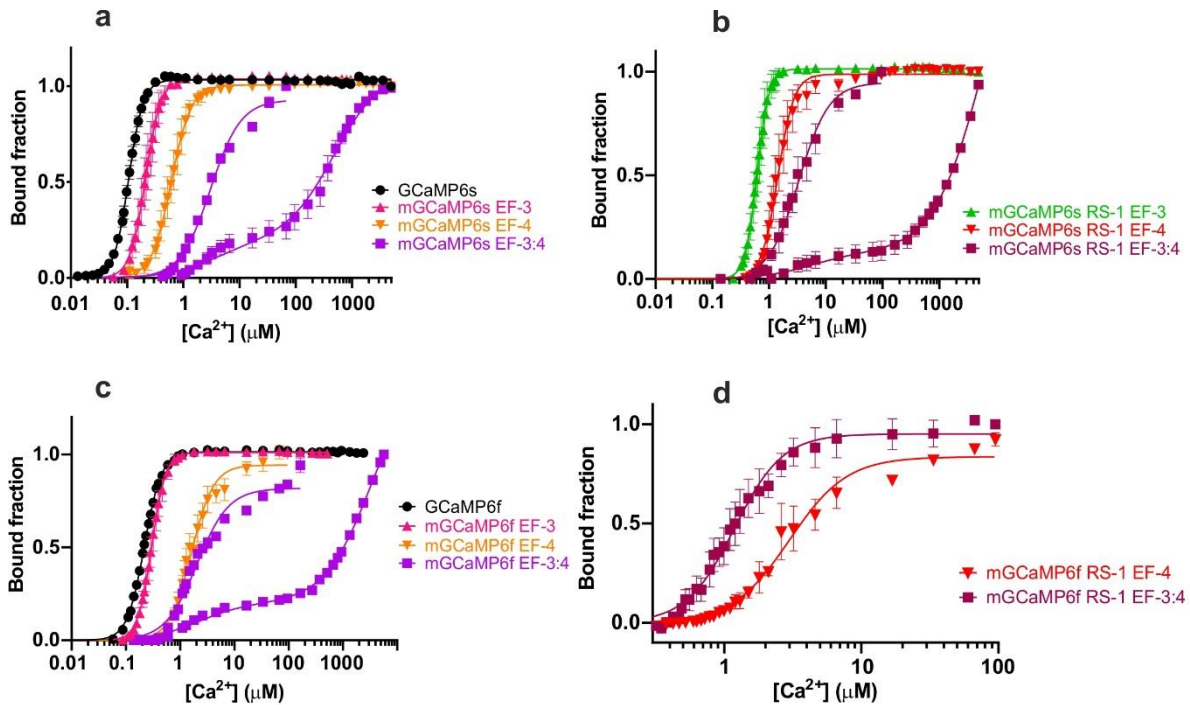 a
Bound fraction
1.0
0.5
0.0
0.01 0.1 1 10 100 1000
[Ca2+] (μM)
GCaMP6s
mGCaMP6s EF-3
mGCaMP6s EF-4
mGCaMP6s EF-3:4
b
Bound fraction
1.0
0.5
0.0
0.01 0.1 1 10 100 1000
[Ca2+] (μM)
mGCaMP6s RS-1 EF-3
mGCaMP6s RS-1 EF-4
mGCaMP6s RS-1 EF-3:4
c
Bound fraction
1.0
0.5
0.0
0.01 0.1 1 10 100 1000
[Ca2+] (μM)
GCaMP6f
mGCaMP6f EF-3
mGCaMP6f EF-4
mGCaMP6f EF-3:4
d
Bound fraction
1.0
0.5
0.0
1 10 100
[Ca2+] (μM)
mGCaMP6f RS-1 EF-4
mGCaMP6f RS-1 EF-3:4